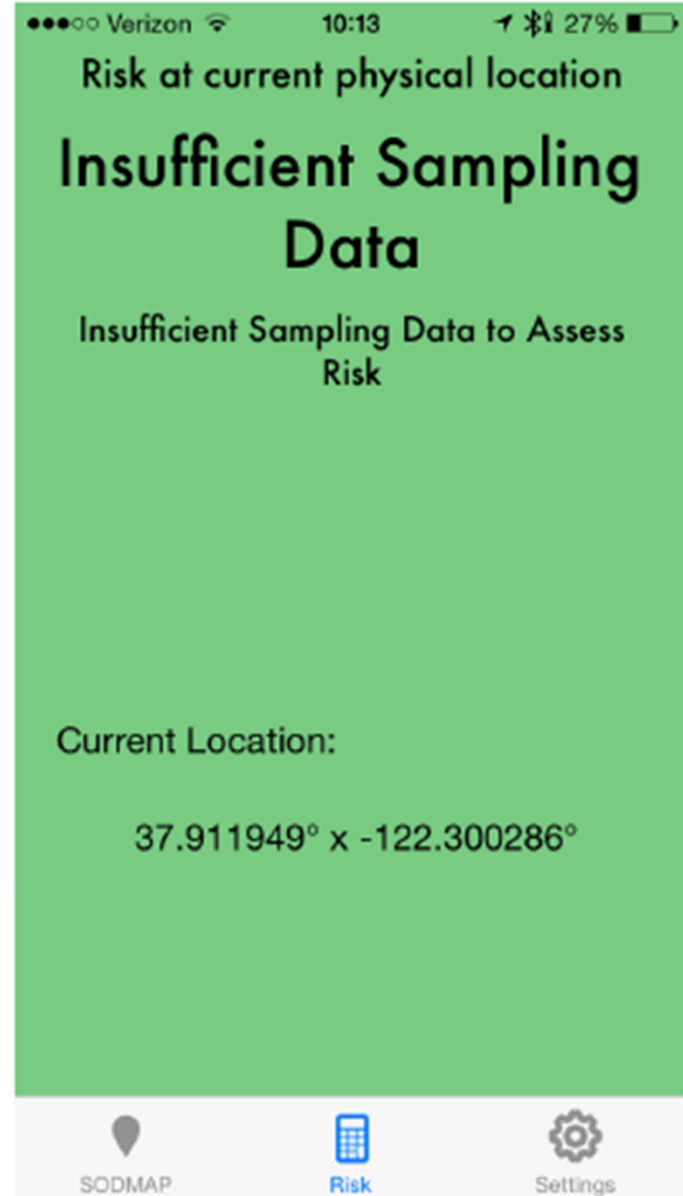 Verizon 10:13 27%
Risk at current physical location
Insufficient Sampling
Data
Insufficient Sampling Data to Assess
Risk
Current Location:
37.911949° x -122.300286°
SODMAP Risk Settings